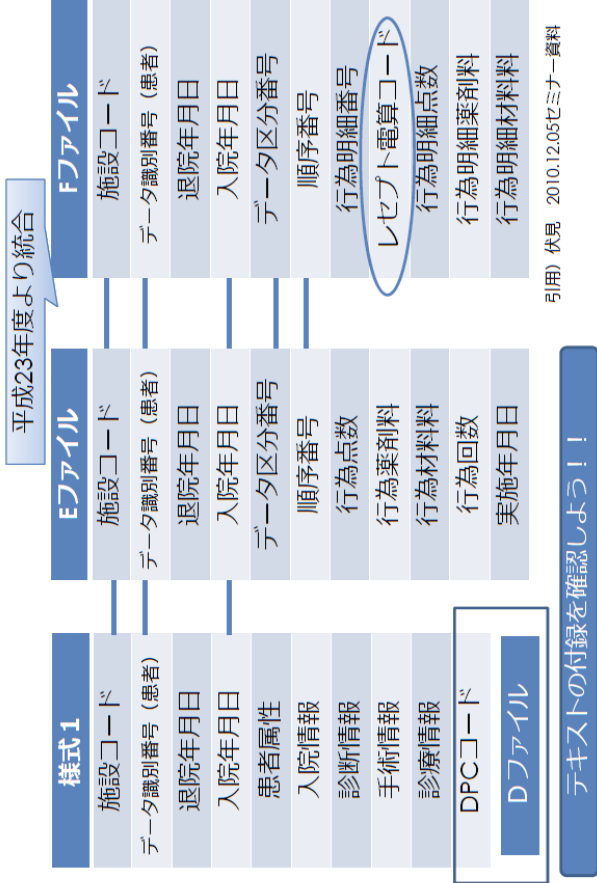 平成23年度より統合
様式1
施設コード
データ識別番号（患者）
退院年月日
入院年月日
患者属性
入院情報
診断情報
手術情報
診療情報
DPCコード
Dファイル
Eファイル
施設コード
データ識別番号（患者）
退院年月日
入院年月日
データ区分番号
順序番号
行為点数
行為薬剤料
行為材料料
行為回数
実施年月日
Fファイル
施設コード
データ識別番号（患者）
退院年月日
入院年月日
データ区分番号
順序番号
行為明細番号
レセプト電算コード
行為明細点数
行為明細薬剤料
行為明細材料料
引用）伏見 2010.12.05セミナー資料
テキストの付録を確認しよう！！